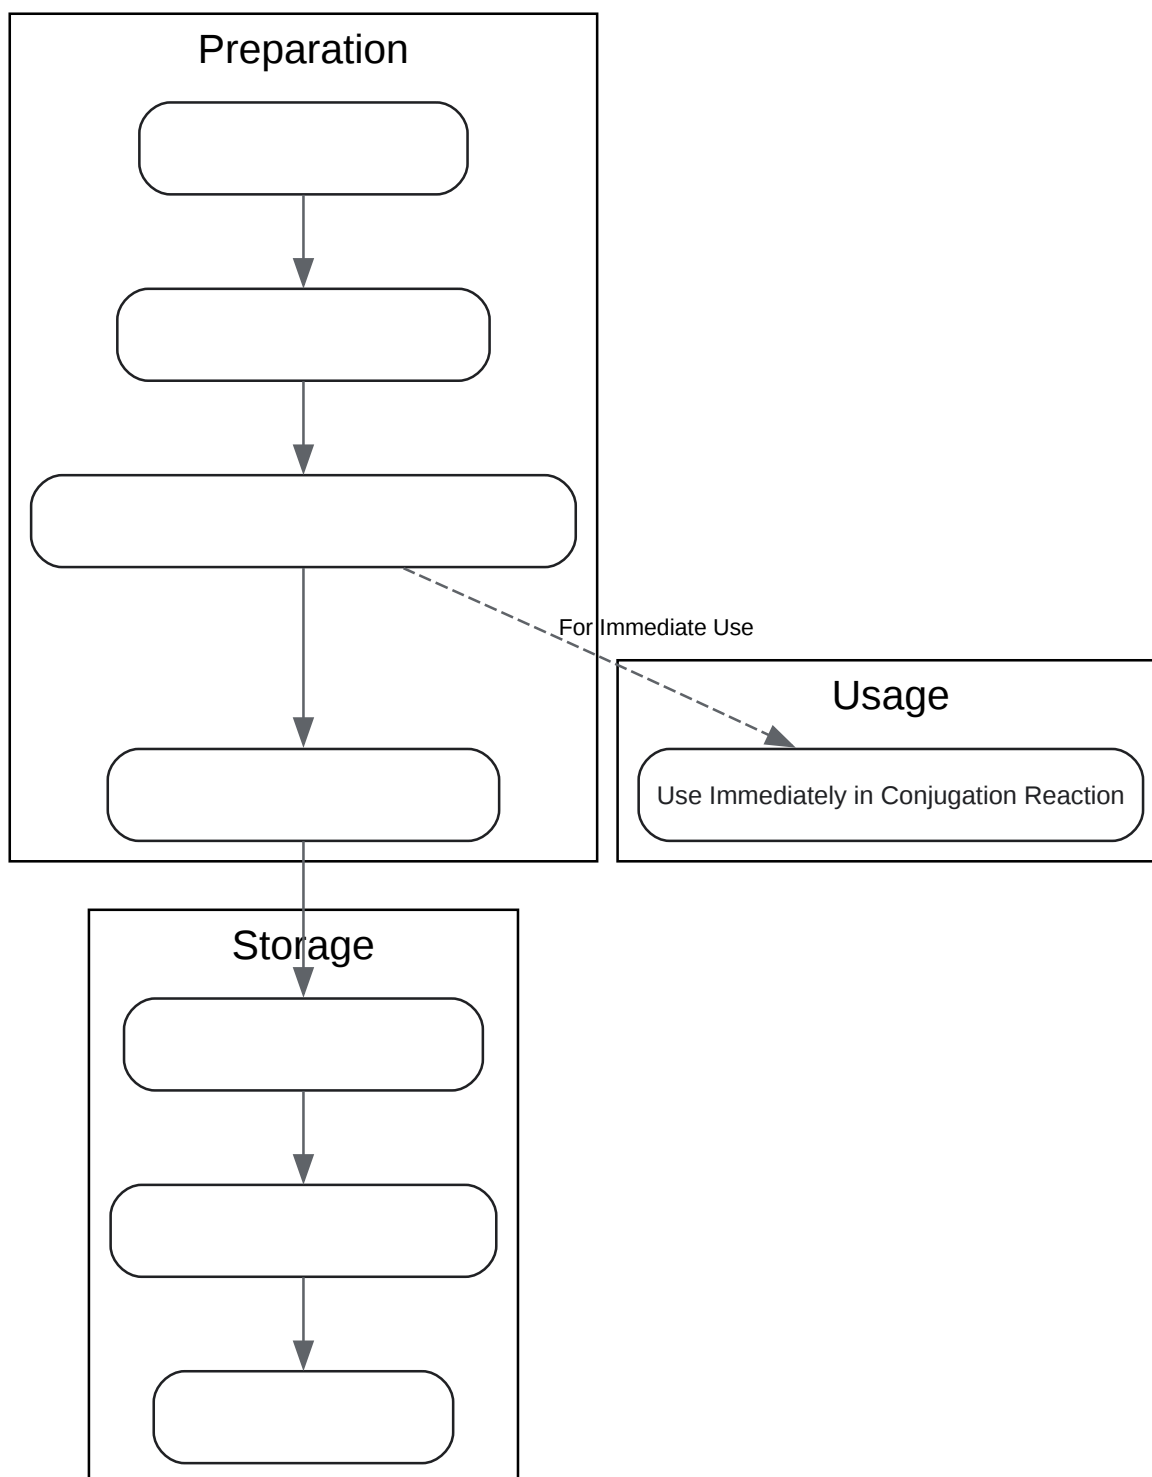 Preparation
For Immediate Use
Usage
Use Immediately in Conjugation Reaction
Storage